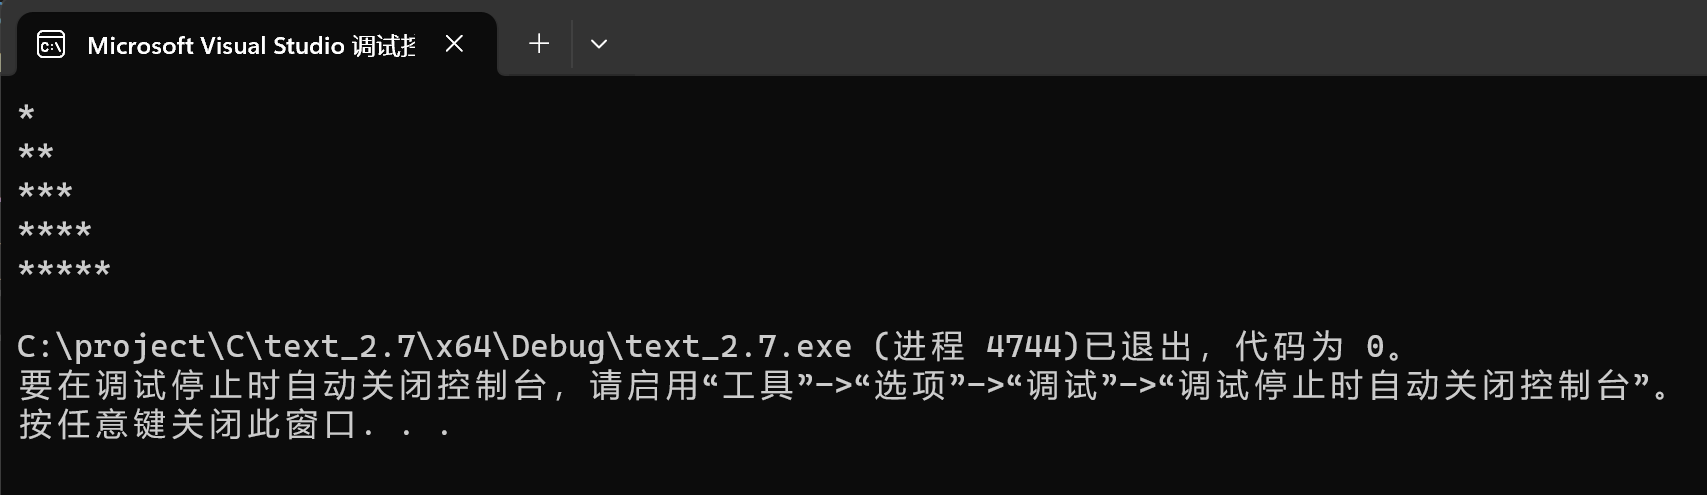 Microsoft Visual Studio 调试控
*
**
***
****
*****
C:\project\C\text_2.7\x64\Debug\text_2.7.exe (进程 4744)已退出，代码为 0。
要在调试停止时自动关闭控制台，请启用“工具”->“选项”->“调试”->“调试停止时自动关闭控制台”。
按任意键关闭此窗口. . .